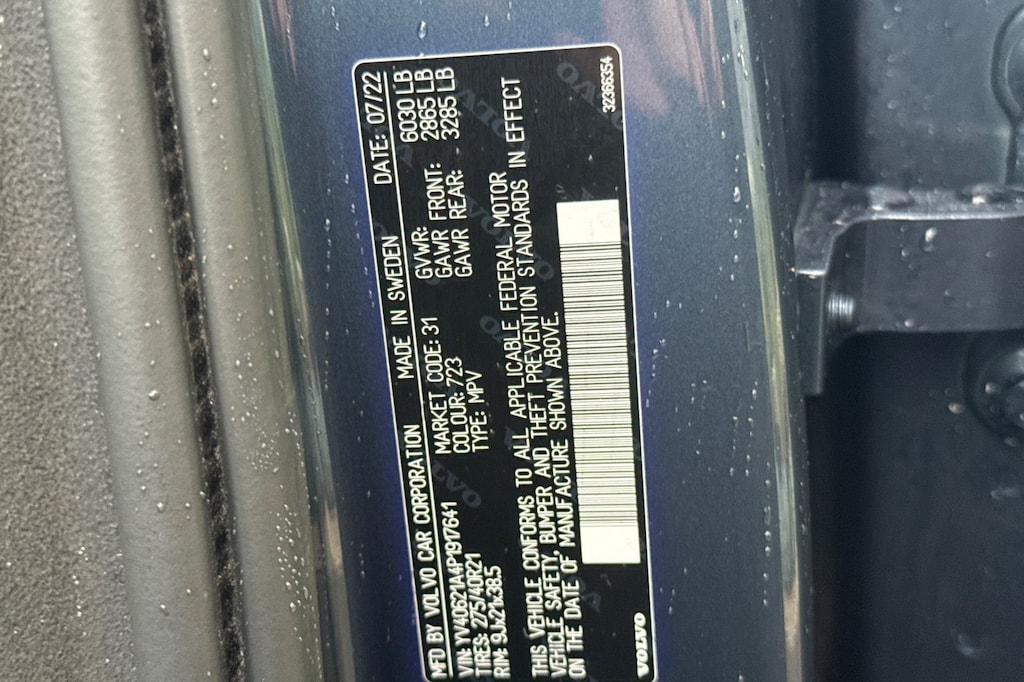 MFD BY VOLVO CAR CORPORATION MADE IN SWEDEN DATE: 07/22
VIN: YV40621A4P1917641 MARKET CODE: 31 GVWR: 6030 LB
TIRES: 275/40R21 COLOUR: 723 GAWR FRONT: 2865 LB
RIM: 9Jx21x38.5 TYPE: MPV GAWR REAR: 3285 LB
THIS VEHICLE CONFORMS TO ALL APPLICABLE FEDERAL MOTOR
VEHICLE SAFETY, BUMPER AND THEFT PREVENTION STANDARDS IN EFFECT
ON THE DATE OF MANUFACTURE SHOWN ABOVE.
VOLVO 32366354